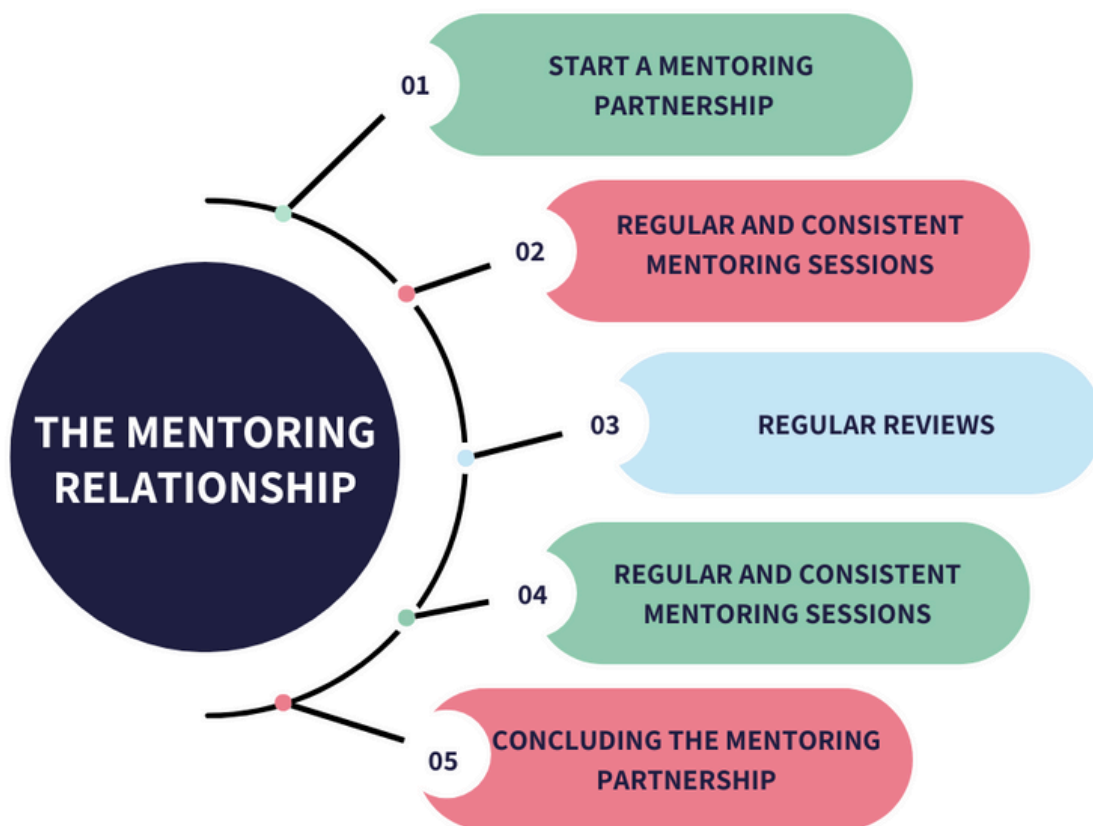 01
START A MENTORING
PARTNERSHIP
02
REGULAR AND CONSISTENT
MENTORING SESSIONS
THE MENTORING
RELATIONSHIP
03
REGULAR REVIEWS
04
REGULAR AND CONSISTENT
MENTORING SESSIONS
05
CONCLUDING THE MENTORING
PARTNERSHIP